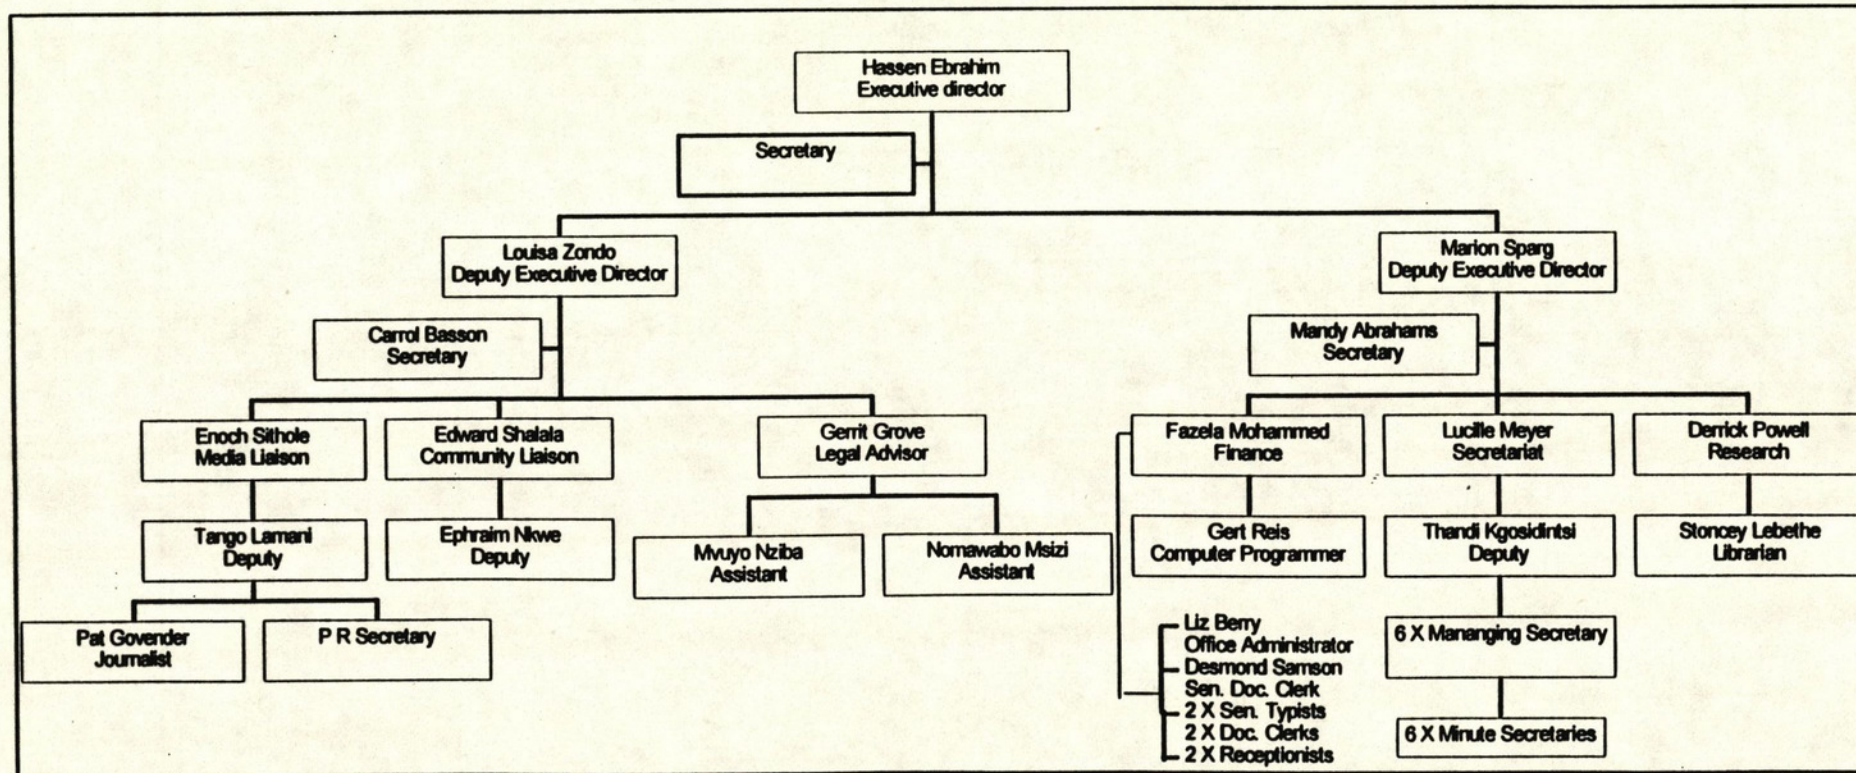 Hassen Ebrahim
Executive director
Secretary
Louisa Zondo
Deputy Executive Director
Marion Sparg
Deputy Executive Director
Carrol Basson
Secretary
Mandy Abrahams
Secretary
Enoch Sithole
Media Liaison
Edward Shalala
Community Liaison
Gerrit Grove
Legal Advisor
Fazela Mohammed
Finance
Lucille Meyer
Secretariat
Derrick Powell
Research
Tango Lamani
Deputy
Ephraim Nkwe
Deputy
Mvuyo Nziba
Assistant
Nomawabo Msizi
Assistant
Gert Reis
Computer Programmer
Thandi Kgosidintsi
Deputy
Stoncey Lebethe
Librarian
Pat Govender
Journalist
P R Secretary
Liz Berry
Office Administrator
Desmond Samson
Sen. Doc. Clerk
2 X Sen. Typists
2 X Doc. Clerks
2 X Receptionists
6 X Mananging Secretary
6 X Minute Secretaries